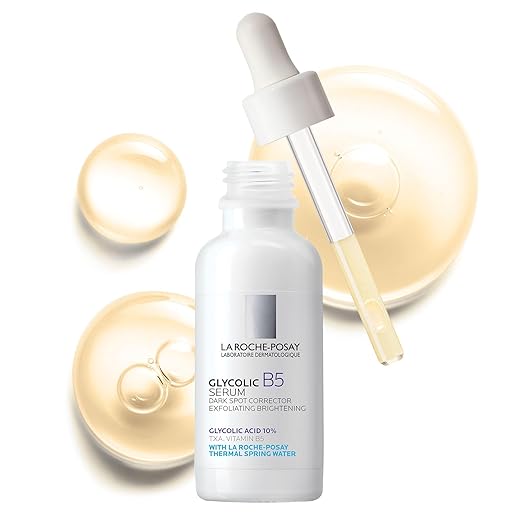 LA ROCHE-POSAY
LABORATOIRE DERMATOLOGIQUE
GLYCOLIC B5
SERUM
DARK SPOT CORRECTOR
EXFOLIATING BRIGHTENING
GLYCOLIC ACID 10%
TXA, VITAMIN B5
WITH LA ROCHE-POSAY
THERMAL SPRING WATER